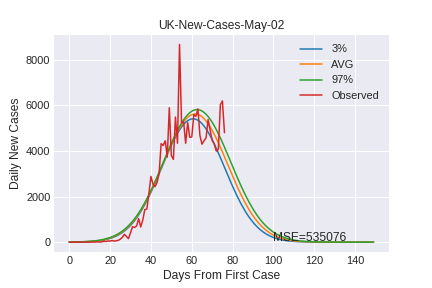 UK-New-Cases-May-02
3%
AVG
97%
Observed
8000
6000
4000
2000
0
Daily New Cases
MSE=535076
0 20 40 60 80 100 120 140
Days From First Case